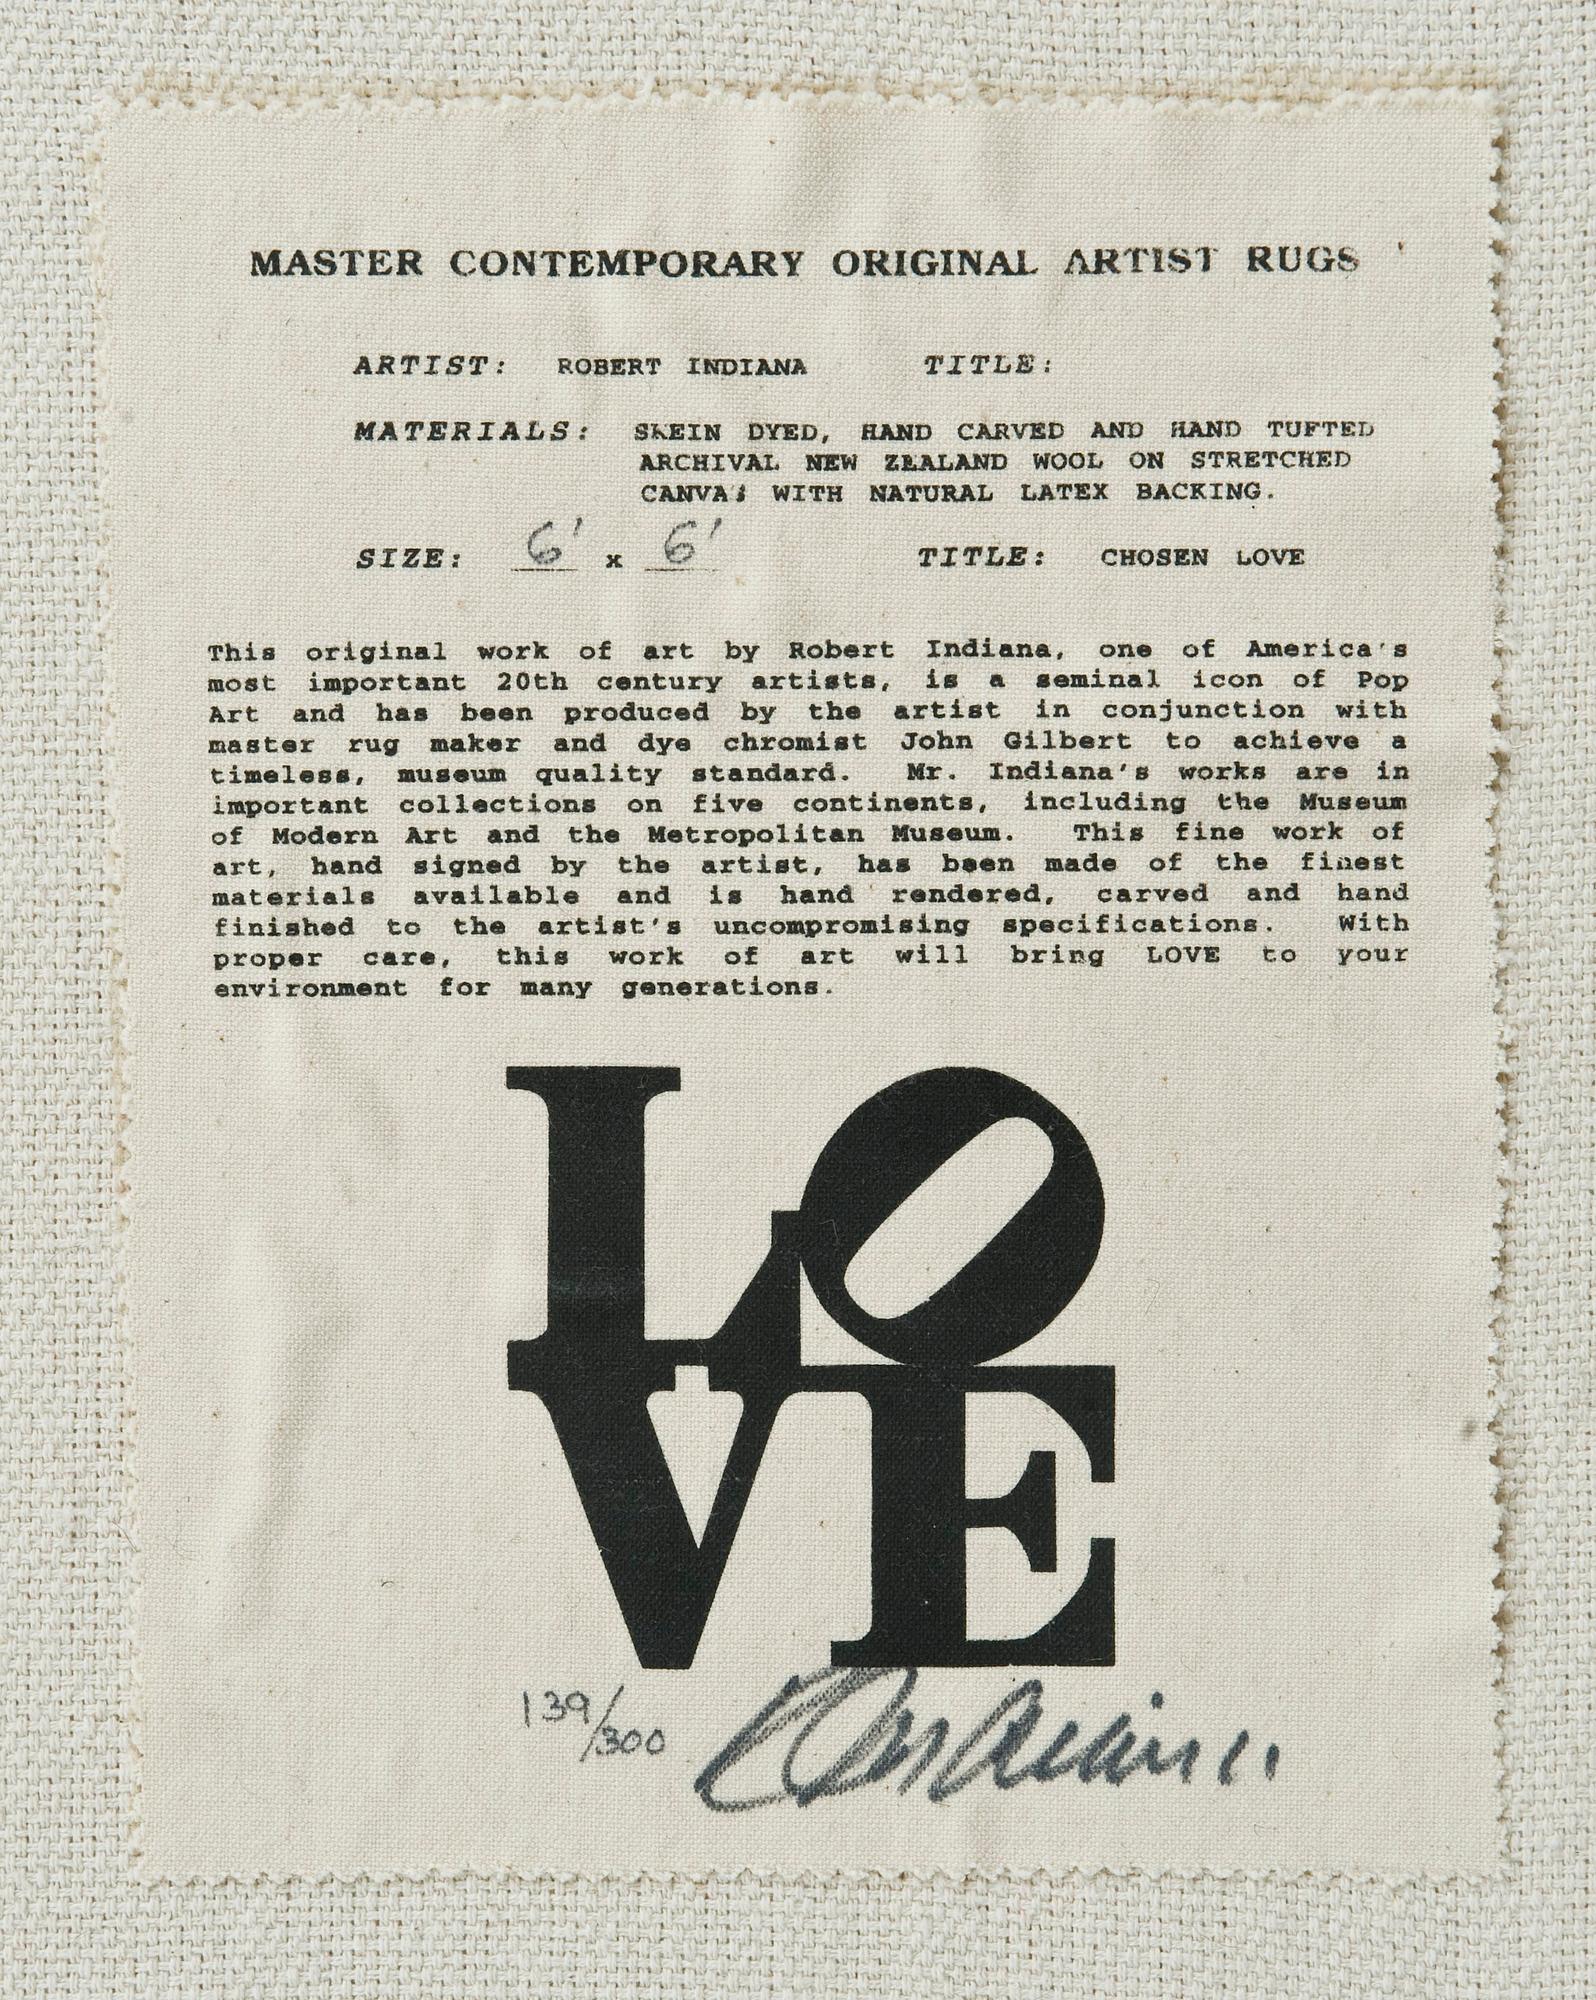 MASTER CONTEMPORARY ORIGINAL ARTIST RUGS
ARTIST: ROBERT INDIANA TITLE:
MATERIALS: SKEIN DYED, HAND CARVED AND HAND TUFTED
ARCHIVAL NEW ZEALAND WOOL ON STRETCHED
CANVAS WITH NATURAL LATEX BACKING.
SIZE: 6' x 6' TITLE: CHOSEN LOVE
This original work of art by Robert Indiana, one of America's
most important 20th century artists, is a seminal icon of Pop
Art and has been produced by the artist in conjunction with
master rug maker and dye chromist John Gilbert to achieve a
timeless, museum quality standard. Mr. Indiana's works are in
important collections on five continents, including the Museum
of Modern Art and the Metropolitan Museum. This fine work of
art, hand signed by the artist, has been made of the finest
materials available and is hand rendered, carved and hand
finished to the artist's uncompromising specifications. With
proper care, this work of art will bring LOVE to your
environment for many generations.
LO
VE
139/300